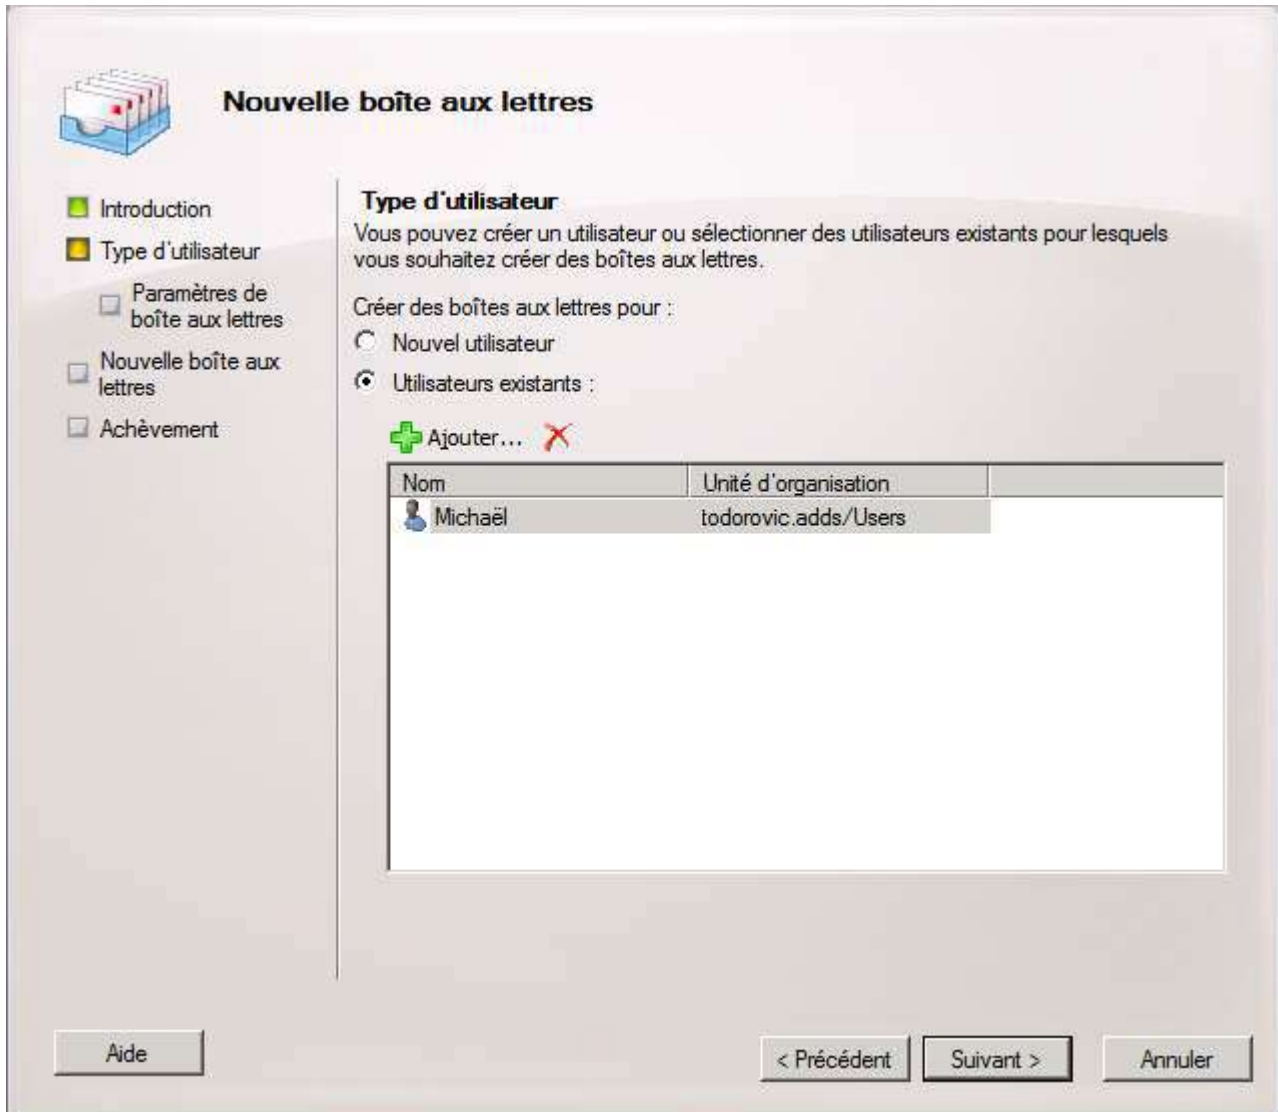 Nouvelle boîte aux lettres
Introduction
Type d'utilisateur
Paramètres de
boîte aux lettres
Nouvelle boîte aux
lettres
Achèvement
Type d'utilisateur
Vous pouvez créer un utilisateur ou sélectionner des utilisateurs existants pour lesquels
vous souhaitez créer des boîtes aux lettres.
Créer des boîtes aux lettres pour :
Nouvel utilisateur
Utilisateurs existants :
Ajouter...
Nom Unité d'organisation
Michaël todorovic.adds/Users
Aide < Précédent Suivant > Annuler